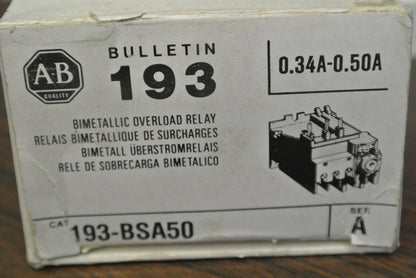 A-B
QUALITY
BULLETIN
193
0.34A-0.50A
BIMETALLIC OVERLOAD RELAY
RELAIS BIMETALLIQUE DE SURCHARGES
BIMETALL ÜBERSTROMRELAIS
RELE DE SOBRECARGA BIMETALICO
CAT 193-BSA50
SER A